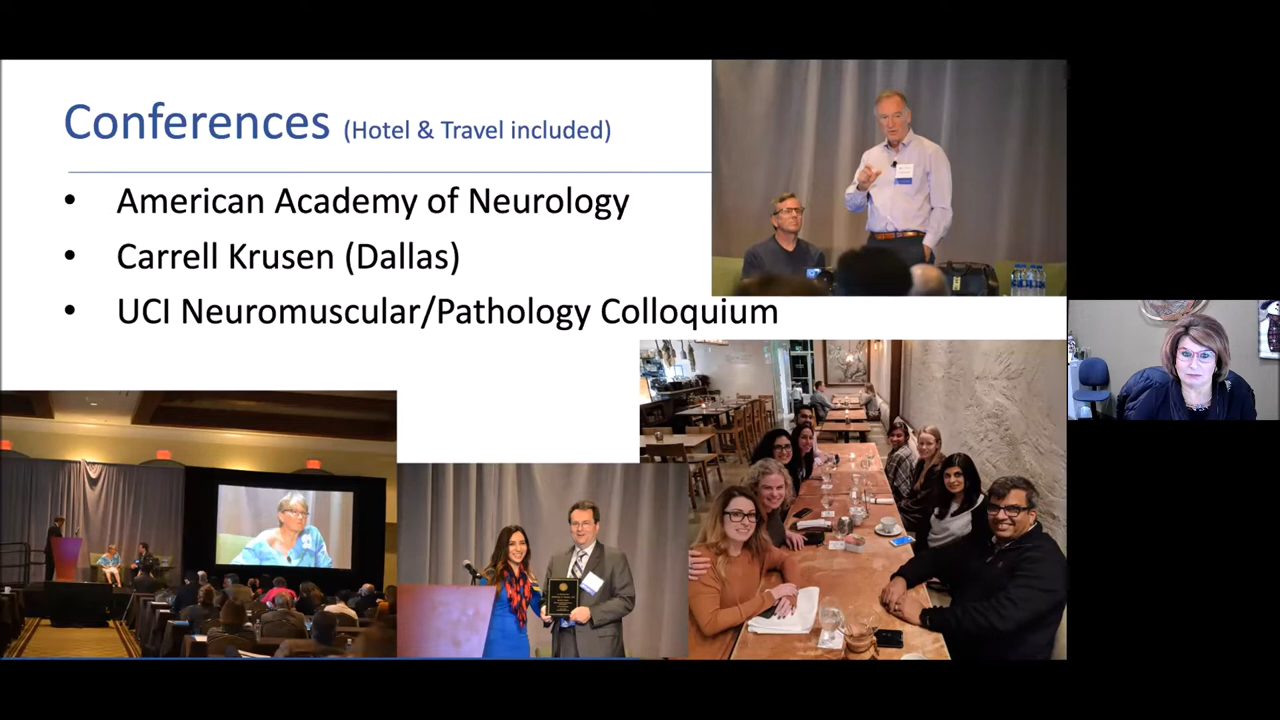 Conferences (Hotel & Travel included)
• American Academy of Neurology
• Carrell Krusen (Dallas)
• UCI Neuromuscular/Pathology Colloquium